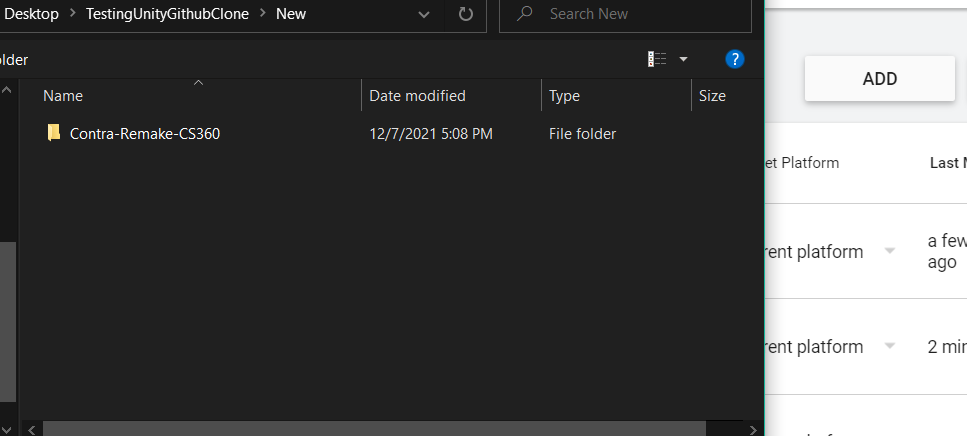 Desktop > TestingUnityGithubClone > New
Search New
older
?
ADD
Name
Date modified
Type
Size
Contra-Remake-CS360
12/7/2021 5:08 PM
File folder
et Platform
Last M
rent platform
a few
ago
rent platform
2 min